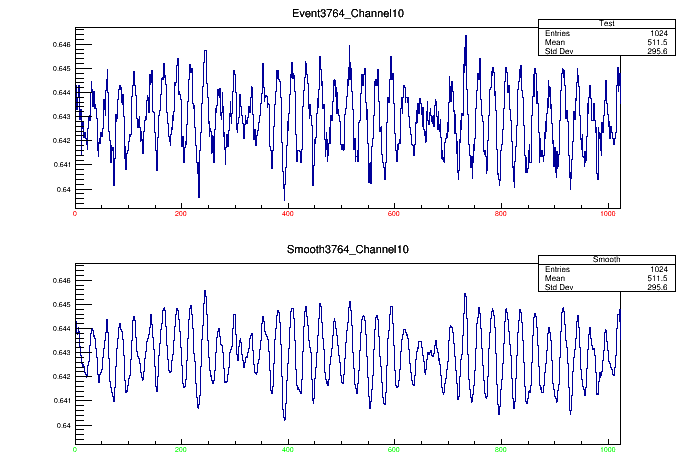 Event3764_Channel10
Test
Entries 1024
Mean 511.5
Std Dev 295.6
0.646
0.645
0.644
0.643
0.642
0.641
0.64
0 200 400 600 800 1000
Smooth3764_Channel10
Smooth
Entries 1024
Mean 511.5
Std Dev 295.6
0.646
0.645
0.644
0.643
0.642
0.641
0.64
0 200 400 600 800 1000